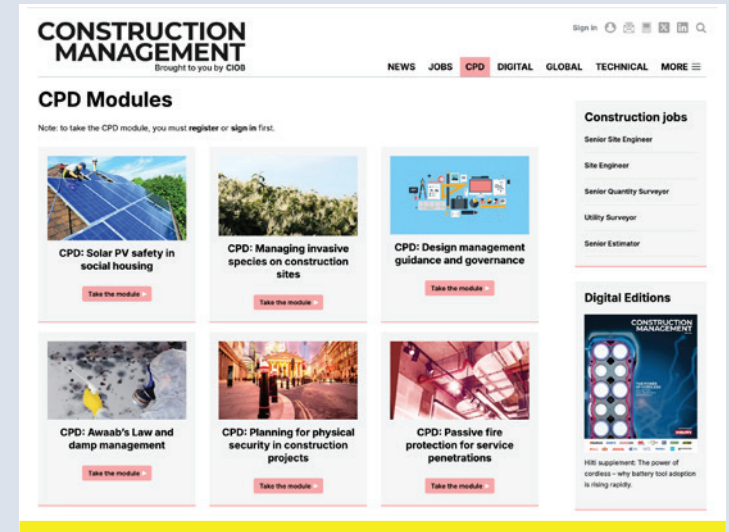 CONSTRUCTION
MANAGEMENT
Brought to you by CIOB
Sign in
NEWS JOBS CPD DIGITAL GLOBAL TECHNICAL MORE
CPD Modules
Note: to take the CPD module, you must register or sign in first.
CPD: Solar PV safety in
social housing
Take the module
CPD: Managing invasive
species on construction
sites
Take the module
CPD: Design management
guidance and governance
Take the module
CPD: Awaab's Law and
damp management
Take the module
CPD: Planning for physical
security in construction
projects
Take the module
CPD: Passive fire
protection for service
penetrations
Take the module
Construction jobs
Senior Site Engineer
Site Engineer
Senior Quantity Surveyor
Utility Surveyor
Senior Estimator
Digital Editions
CONSTRUCTION
MANAGEMENT
THE POWER
OF CORDLESS
Hilti supplement: The power of
cordless – why battery tool adoption
is rising rapidly.